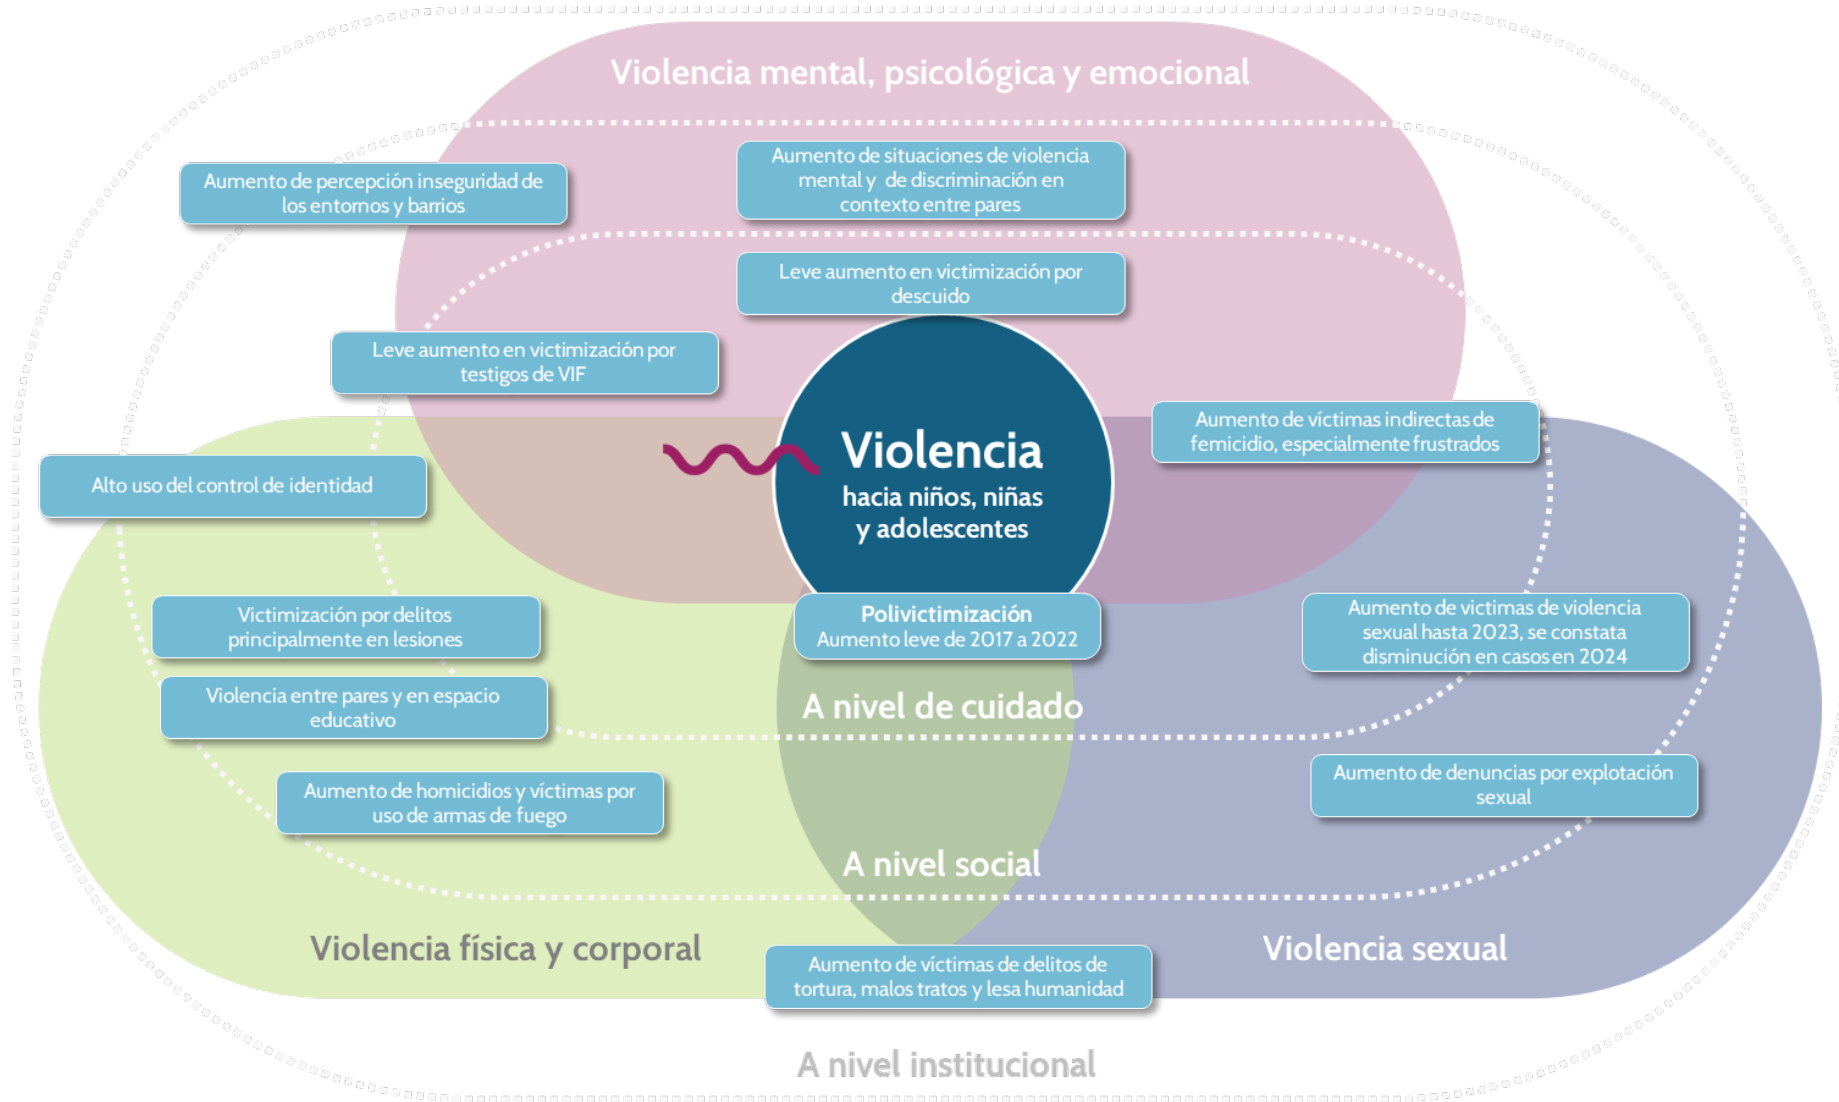 Violencia mental, psicológica y emocional
Aumento de situaciones de violencia
mental y de discriminación en
contexto entre pares
Aumento de percepción inseguridad de
los entornos y barrios
Leve aumento en victimización por
descuido
Leve aumento en victimización por
testigos de VIF
Aumento de víctimas indirectas de
femicidio, especialmente frustrados
Violencia
hacia niños, niñas
y adolescentes
Alto uso del control de identidad
Polivictimización
Aumento leve de 2017 a 2022
Victimización por delitos
principalmente en lesiones
Aumento de victimas de violencia
sexual hasta 2023, se constata
disminución en casos en 2024
Violencia entre pares y en espacio
educativo
A nivel de cuidado
Aumento de homicidios y víctimas por
uso de armas de fuego
Aumento de denuncias por explotación
sexual
A nivel social
Violencia física y corporal
Violencia sexual
Aumento de víctimas de delitos de
tortura, malos tratos y lesa humanidad
A nivel institucional